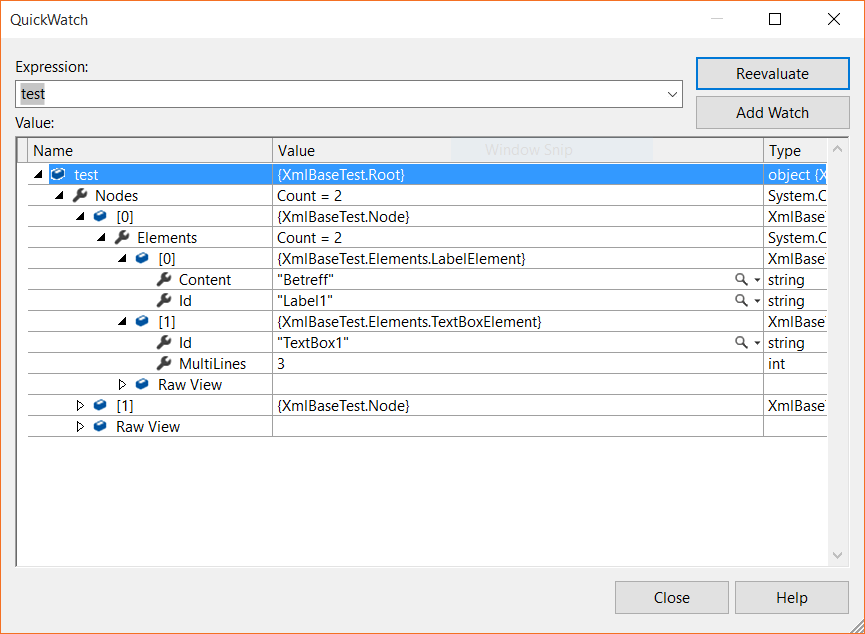 QuickWatch
Expression:
Reevaluate
test
Add Watch
Value:
Window Snip
Name Value Type
test {XmlBaseTest.Root} object {X
Nodes Count = 2 System.C
[0] {XmlBaseTest.Node} XmlBase
Elements Count = 2 System.C
[0] {XmlBaseTest.Elements.LabelElement} XmlBase
Content "Betreff" string
Id "Label1" string
[1] {XmlBaseTest.Elements.TextBoxElement} XmlBase
Id "TextBox1" string
MultiLines 3 int
Raw View
[1] {XmlBaseTest.Node} XmlBase
Raw View
Close Help